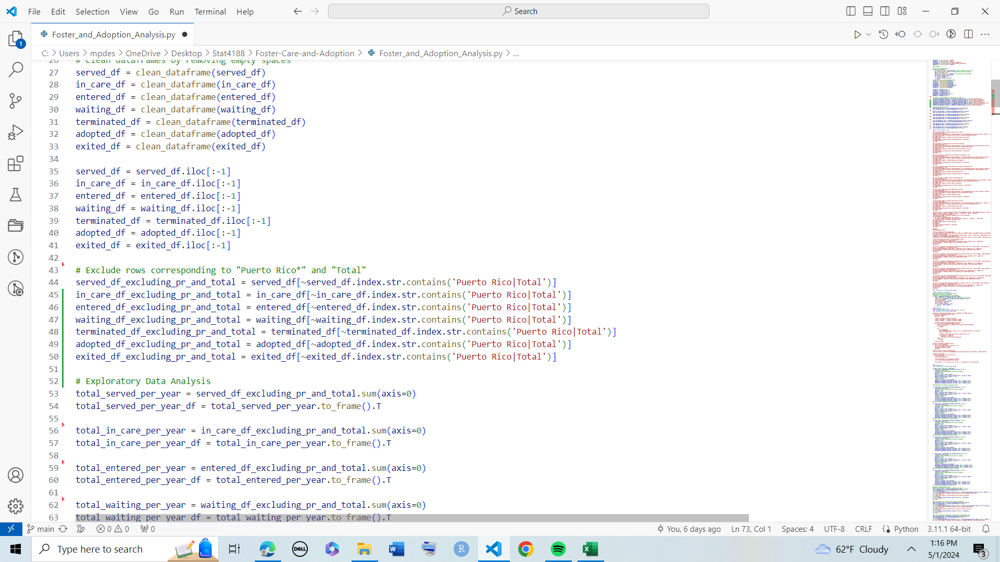 File Edit Selection View Go Run Terminal Help
Search
Foster_and_Adoption_Analysis.py
C: > Users > mpdes > OneDrive > Desktop > Stat4188 > Foster-Care-and-Adoption > Foster_and_Adoption_Analysis.py > ...
26 # Clean dataframes by removing empty spaces
27 served_df = clean_dataframe(served_df)
28 in_care_df = clean_dataframe(in_care_df)
29 entered_df = clean_dataframe(entered_df)
30 waiting_df = clean_dataframe(waiting_df)
31 terminated_df = clean_dataframe(terminated_df)
32 adopted_df = clean_dataframe(adopted_df)
33 exited_df = clean_dataframe(exited_df)
34
35 served_df = served_df.iloc[:-1]
36 in_care_df = in_care_df.iloc[:-1]
37 entered_df = entered_df.iloc[:-1]
38 waiting_df = waiting_df.iloc[:-1]
39 terminated_df = terminated_df.iloc[:-1]
40 adopted_df = adopted_df.iloc[:-1]
41 exited_df = exited_df.iloc[:-1]
42
43 # Exclude rows corresponding to "Puerto Rico*" and "Total"
44 served_df_excluding_pr_and_total = served_df[~served_df.index.str.contains('Puerto Rico|Total')]
45 in_care_df_excluding_pr_and_total = in_care_df[~in_care_df.index.str.contains('Puerto Rico|Total')]
46 entered_df_excluding_pr_and_total = entered_df[~entered_df.index.str.contains('Puerto Rico|Total')]
47 waiting_df_excluding_pr_and_total = waiting_df[~waiting_df.index.str.contains('Puerto Rico|Total')]
48 terminated_df_excluding_pr_and_total = terminated_df[~terminated_df.index.str.contains('Puerto Rico|Total')]
49 adopted_df_excluding_pr_and_total = adopted_df[~adopted_df.index.str.contains('Puerto Rico|Total')]
50 exited_df_excluding_pr_and_total = exited_df[~exited_df.index.str.contains('Puerto Rico|Total')]
51
52 # Exploratory Data Analysis
53 total_served_per_year = served_df_excluding_pr_and_total.sum(axis=0)
54 total_served_per_year_df = total_served_per_year.to_frame().T
55
56 total_in_care_per_year = in_care_df_excluding_pr_and_total.sum(axis=0)
57 total_in_care_per_year_df = total_in_care_per_year.to_frame().T
58
59 total_entered_per_year = entered_df_excluding_pr_and_total.sum(axis=0)
60 total_entered_per_year_df = total_entered_per_year.to_frame().T
61
62 total_waiting_per_year = waiting_df_excluding_pr_and_total.sum(axis=0)
63 total_waiting_per_year_df = total_waiting_per_year.to_frame().T
1
main 0 0 0 You, 6 days ago Ln 73, Col 1 Spaces: 4 UTF-8 CRLF Python 3.11.1 64-bit
Type here to search
DELL
W
R
X
62°F Cloudy
1:16 PM
5/1/2024
3